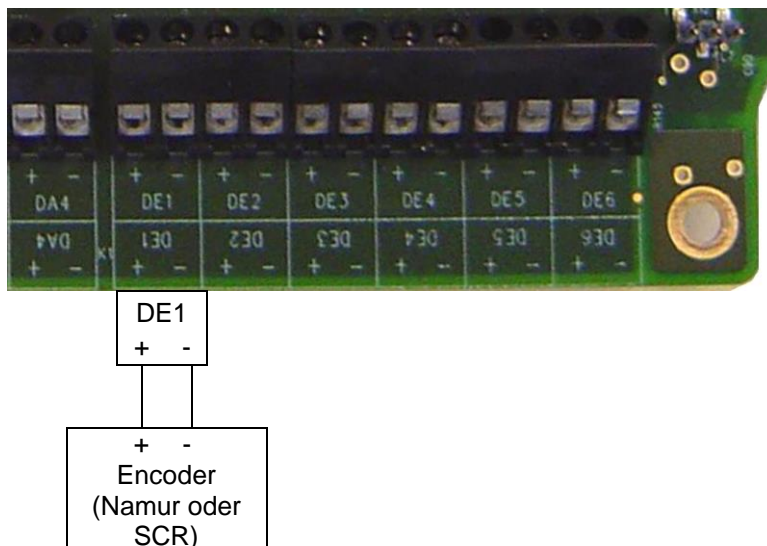 + - + - + - + - + - + - + -
DA4 DE1 DE2 DE3 DE4 DE5 DE6
DA4 X1 DE1 DE2 DE3 DE4 DE5 DE6
+ - + - + - + - + - + - + -
DE1
+ -
+ -
Encoder
(Namur oder
SCR)